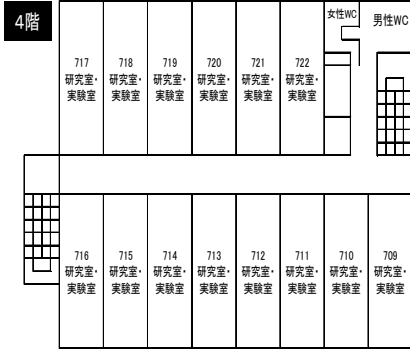 4階
女性WC
男性WC
717
研究室・
実験室
718
研究室・
実験室
719
研究室・
実験室
720
研究室・
実験室
721
研究室・
実験室
722
研究室・
実験室
716
研究室・
実験室
715
研究室・
実験室
714
研究室・
実験室
713
研究室・
実験室
712
研究室・
実験室
711
研究室・
実験室
710
研究室・
実験室
709
研究室・
実験室